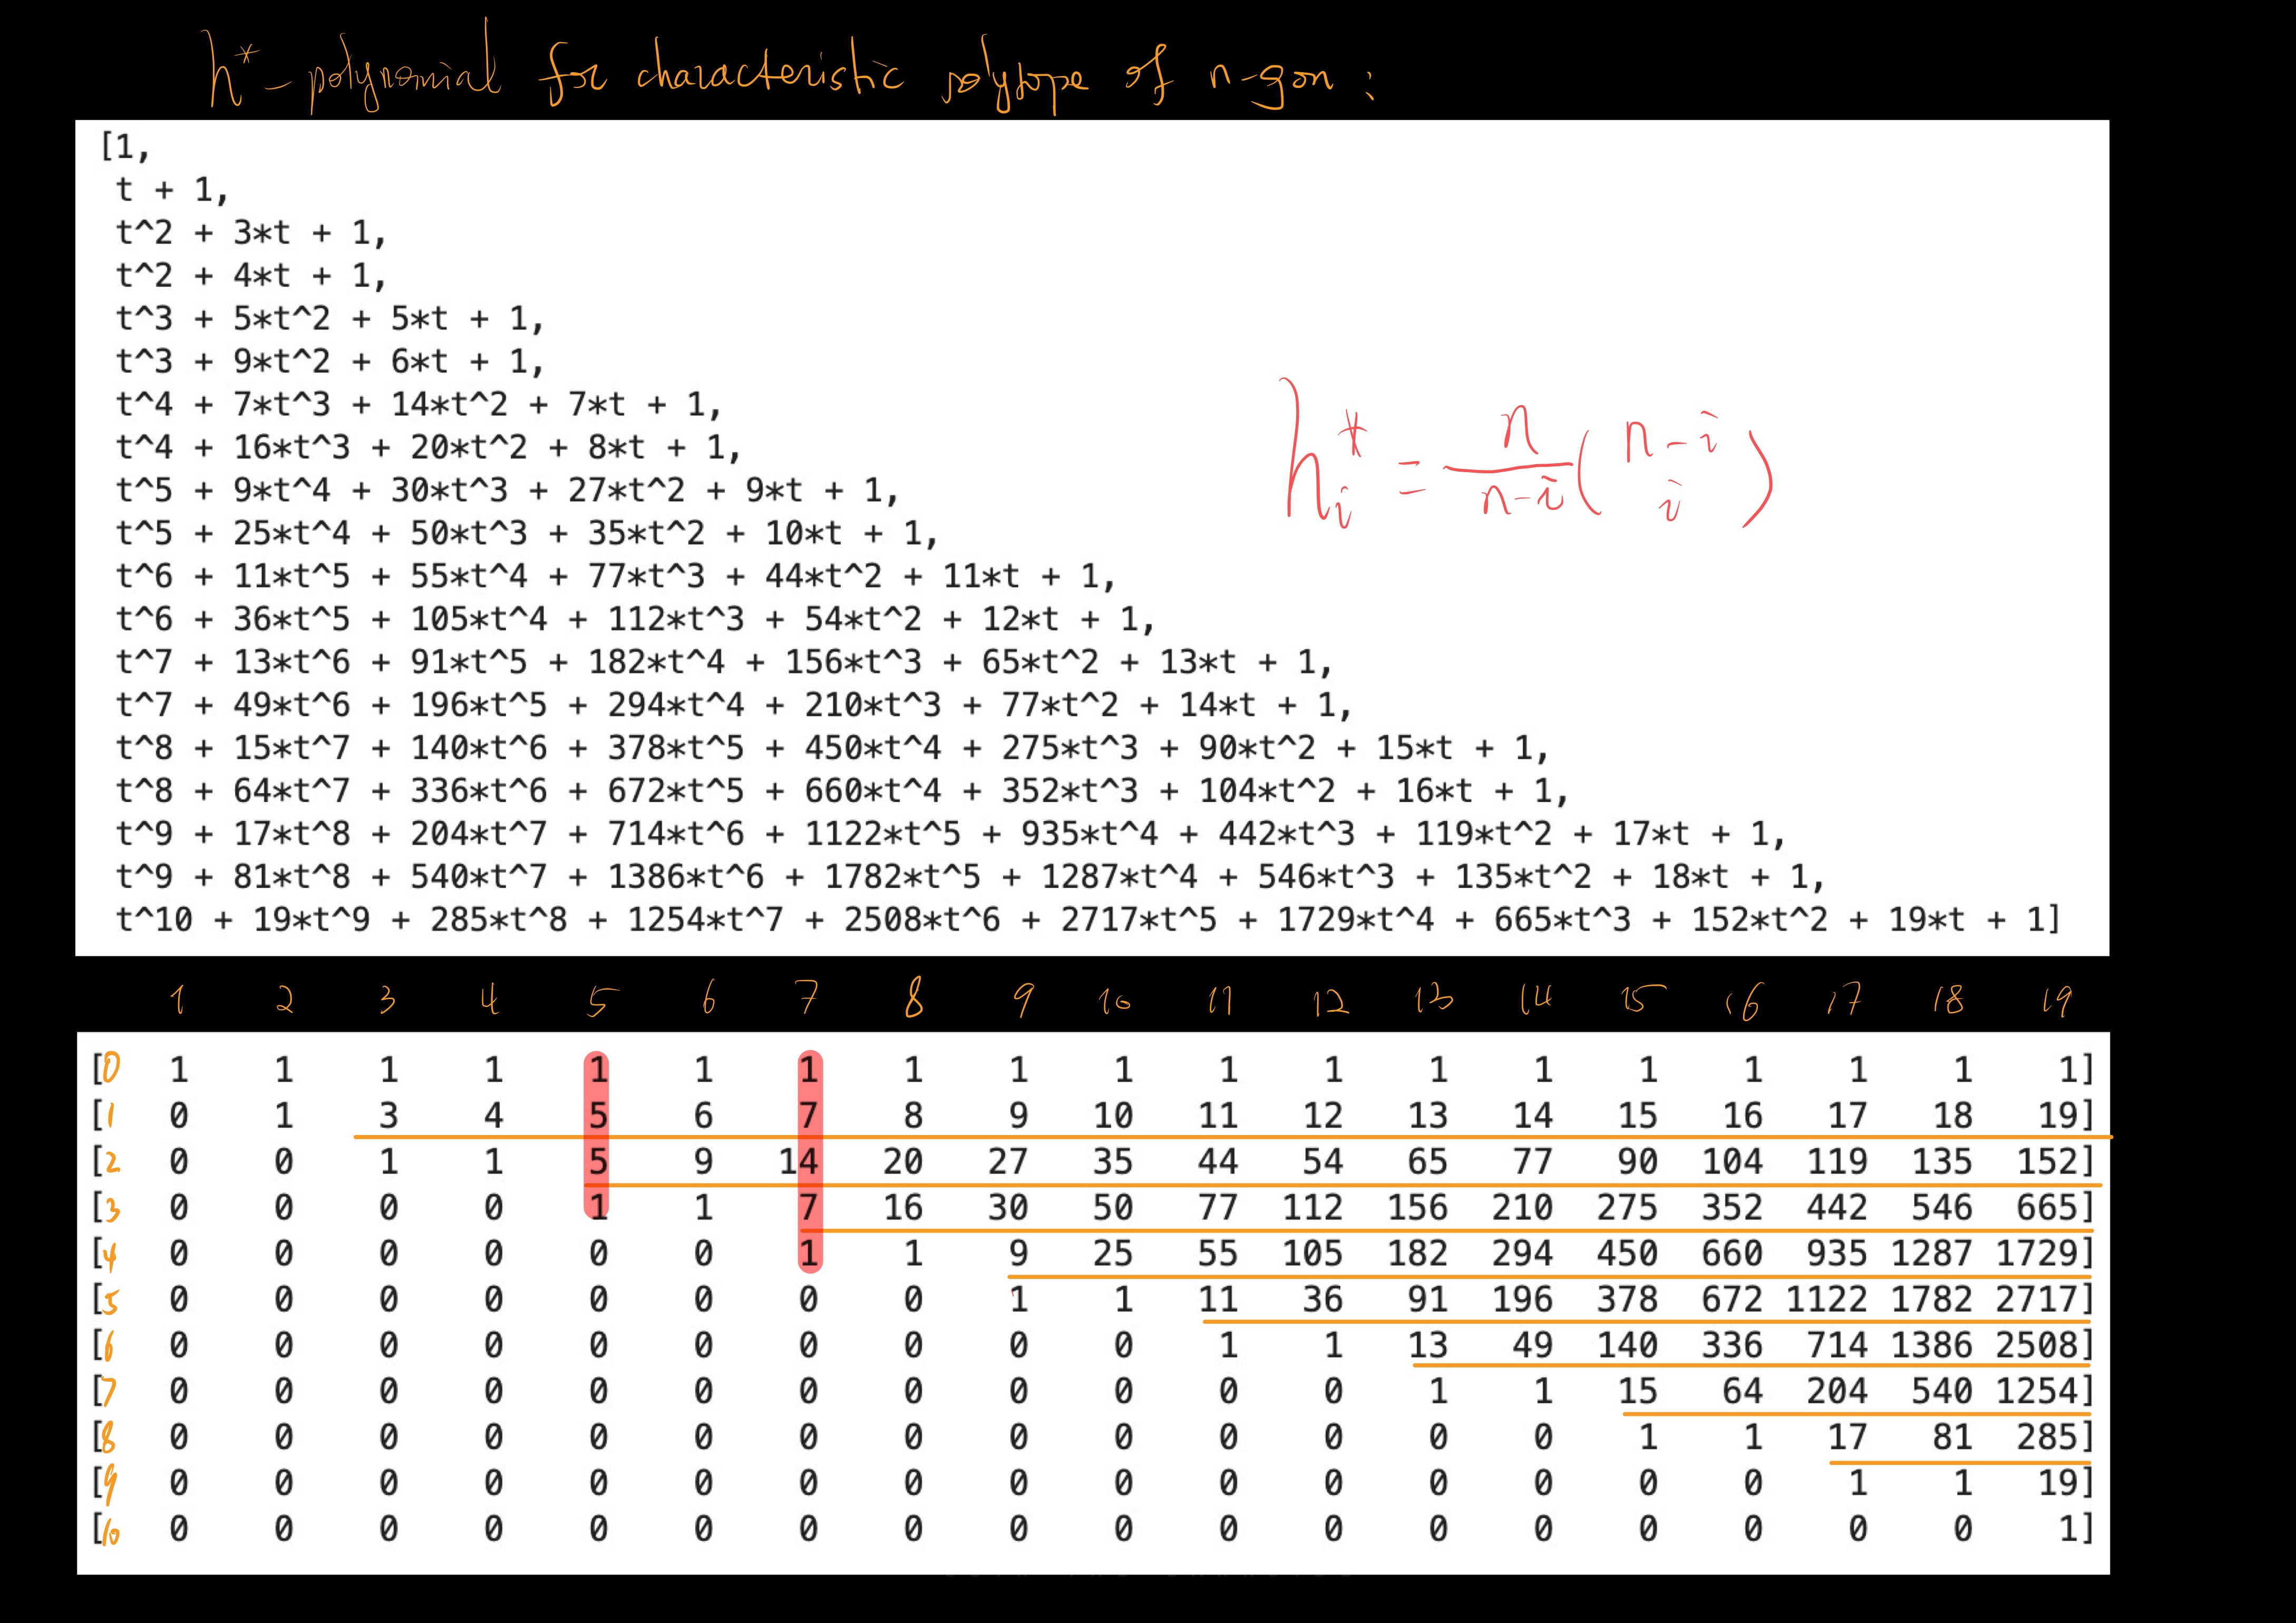 h*-polynomial for characteristic polytope of n-gon :
[1,
t + 1,
t^2 + 3*t + 1,
t^2 + 4*t + 1,
t^3 + 5*t^2 + 5*t + 1,
t^3 + 9*t^2 + 6*t + 1,
t^4 + 7*t^3 + 14*t^2 + 7*t + 1,
t^4 + 16*t^3 + 20*t^2 + 8*t + 1,
t^5 + 9*t^4 + 30*t^3 + 27*t^2 + 9*t + 1,
t^5 + 25*t^4 + 50*t^3 + 35*t^2 + 10*t + 1,
t^6 + 11*t^5 + 55*t^4 + 77*t^3 + 44*t^2 + 11*t + 1,
t^6 + 36*t^5 + 105*t^4 + 112*t^3 + 54*t^2 + 12*t + 1,
t^7 + 13*t^6 + 91*t^5 + 182*t^4 + 156*t^3 + 65*t^2 + 13*t + 1,
t^7 + 49*t^6 + 196*t^5 + 294*t^4 + 210*t^3 + 77*t^2 + 14*t + 1,
t^8 + 15*t^7 + 140*t^6 + 378*t^5 + 450*t^4 + 275*t^3 + 90*t^2 + 15*t + 1,
t^8 + 64*t^7 + 336*t^6 + 672*t^5 + 660*t^4 + 352*t^3 + 104*t^2 + 16*t + 1,
t^9 + 17*t^8 + 204*t^7 + 714*t^6 + 1122*t^5 + 935*t^4 + 442*t^3 + 119*t^2 + 17*t + 1,
t^9 + 81*t^8 + 540*t^7 + 1386*t^6 + 1782*t^5 + 1287*t^4 + 546*t^3 + 135*t^2 + 18*t + 1,
t^10 + 19*t^9 + 285*t^8 + 1254*t^7 + 2508*t^6 + 2717*t^5 + 1729*t^4 + 665*t^3 + 152*t^2 + 19*t + 1]
h*_i = n/(n-i) (n-i i)
1 2 3 4 5 6 7 8 9 10 11 12 13 14 15 16 17 18 19
[0 1 1 1 1 1 1 1 1 1 1 1 1 1 1 1 1 1 1 1]
[1 0 1 3 4 5 6 7 8 9 10 11 12 13 14 15 16 17 18 19]
[2 0 0 1 1 5 9 14 20 27 35 44 54 65 77 90 104 119 135 152]
[3 0 0 0 0 1 1 7 16 30 50 77 112 156 210 275 352 442 546 665]
[4 0 0 0 0 0 0 1 1 9 25 55 105 182 294 450 660 935 1287 1729]
[5 0 0 0 0 0 0 0 0 1 1 11 36 91 196 378 672 1122 1782 2717]
[6 0 0 0 0 0 0 0 0 0 0 1 1 13 49 140 336 714 1386 2508]
[7 0 0 0 0 0 0 0 0 0 0 0 0 1 1 15 64 204 540 1254]
[8 0 0 0 0 0 0 0 0 0 0 0 0 0 0 1 1 17 81 285]
[9 0 0 0 0 0 0 0 0 0 0 0 0 0 0 0 0 1 1 19]
[10 0 0 0 0 0 0 0 0 0 0 0 0 0 0 0 0 0 0 1]